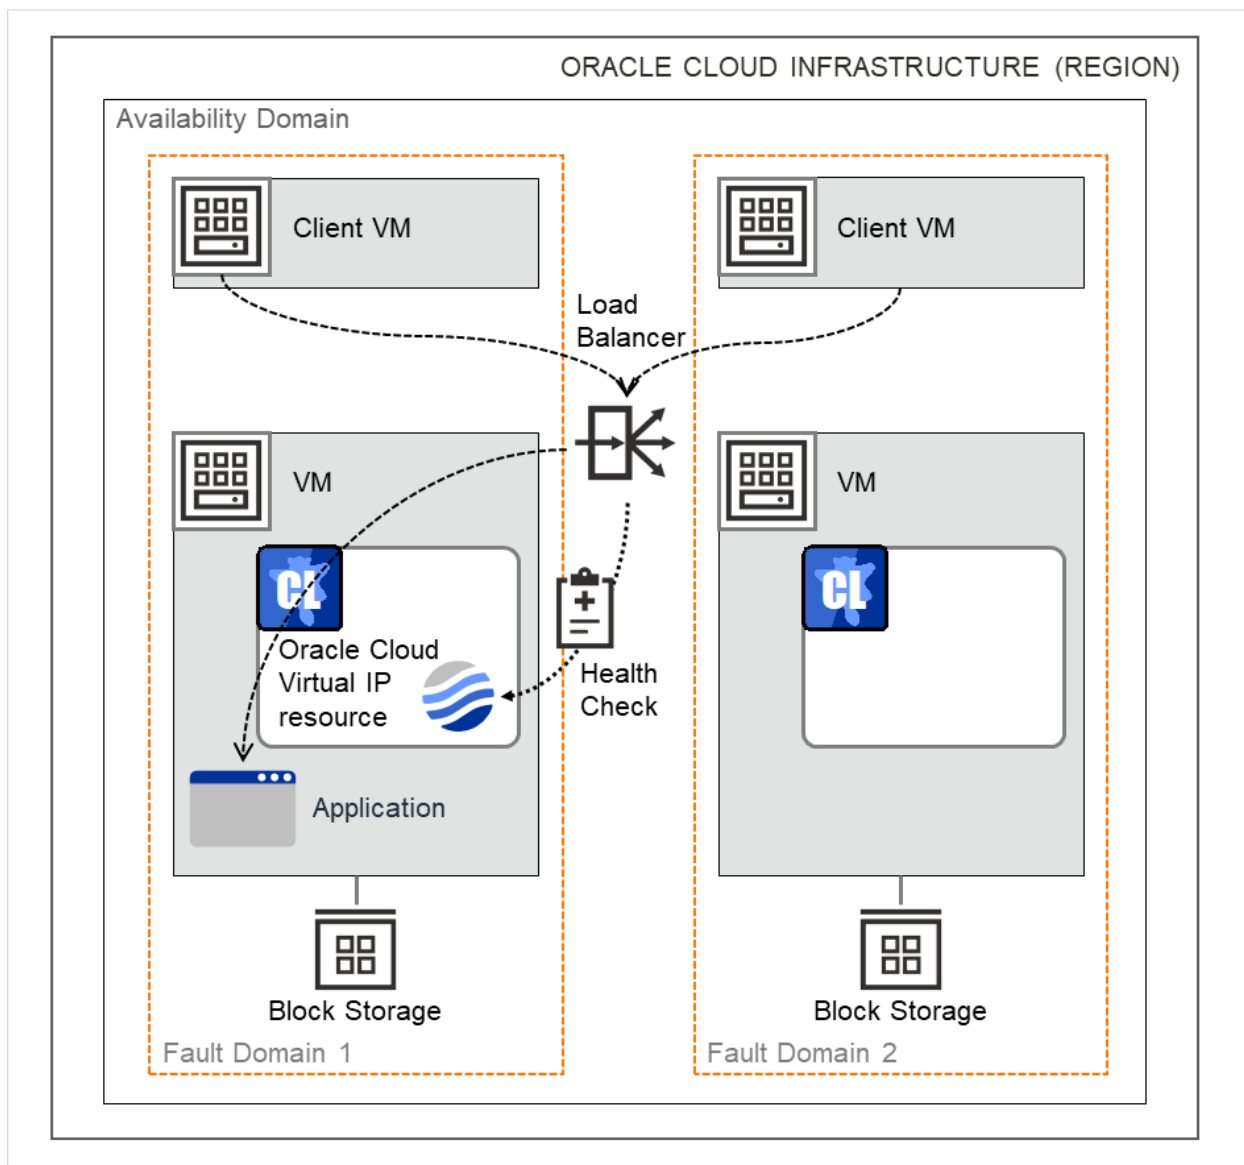 ORACLE CLOUD INFRASTRUCTURE (REGION)
Availability Domain
Client VM
Client VM
Load
Balancer
VM
VM
CL
CL
Oracle Cloud
Virtual IP
resource
Health
Check
Application
Block Storage
Block Storage
Fault Domain 1
Fault Domain 2